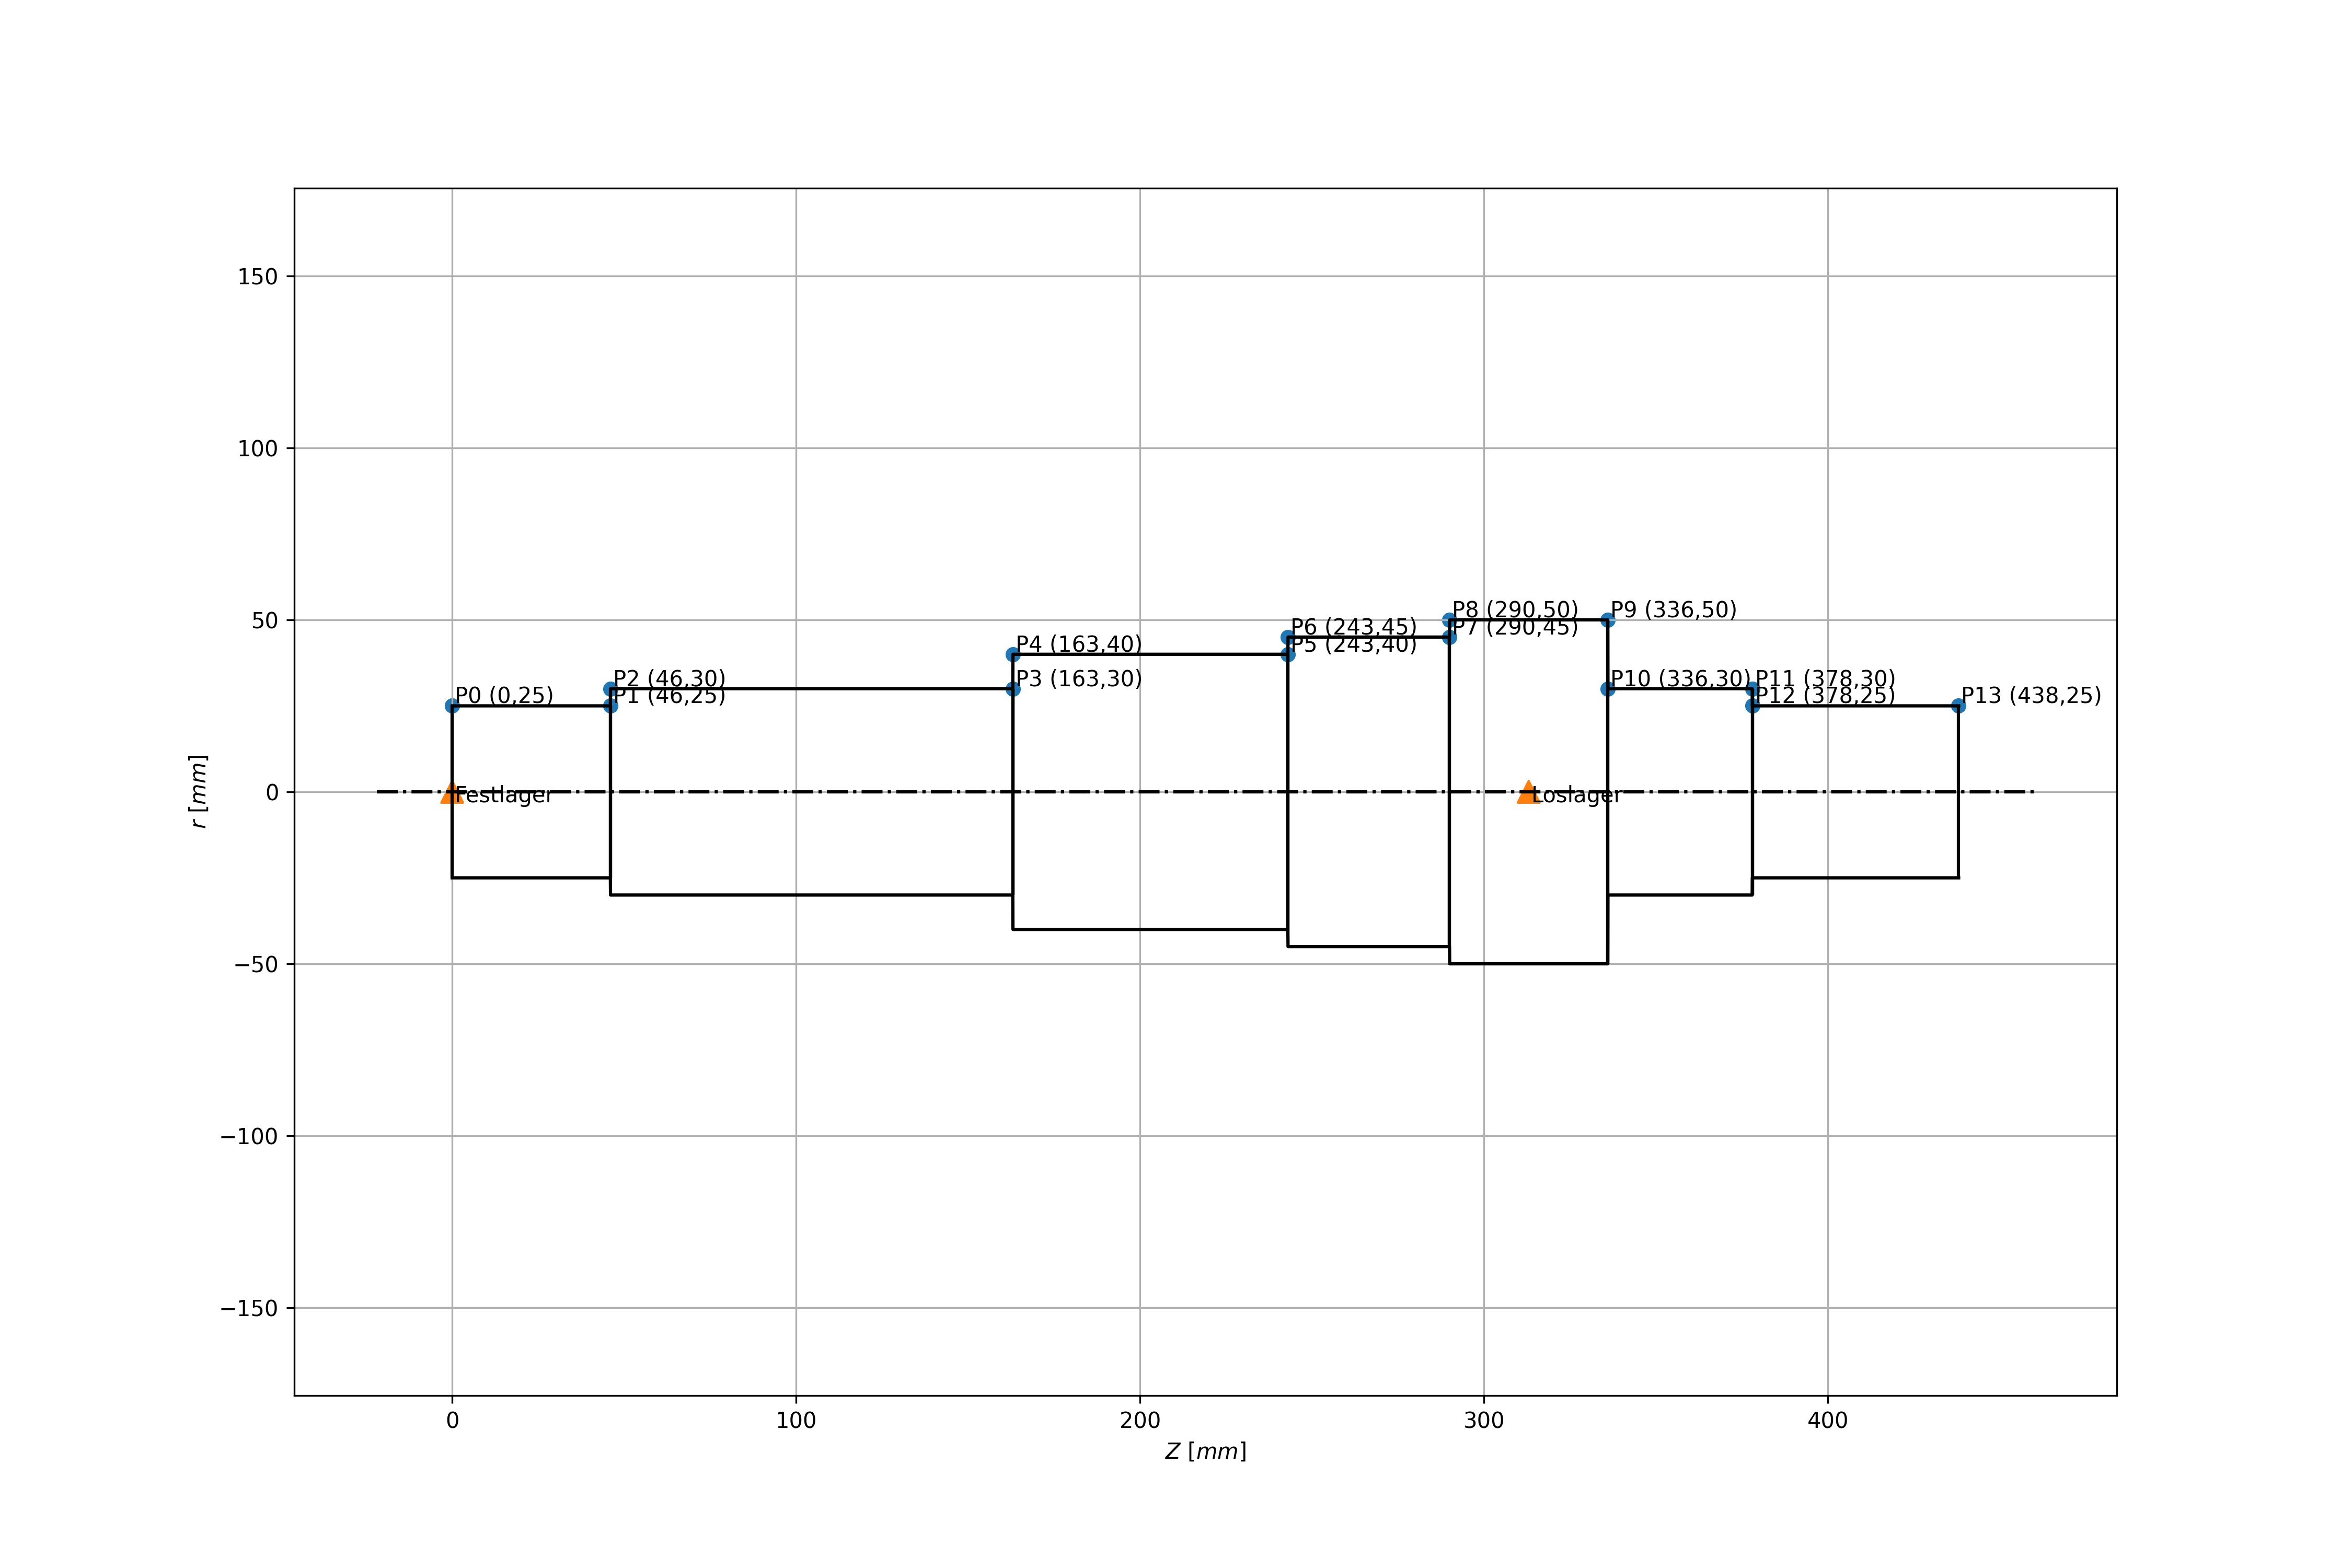 150
100
50
0
−50
−100
−150
r [mm]
P0 (0,25)
P2 (46,30)
P1 (46,25)
P4 (163,40)
P3 (163,30)
P6 (243,45)
P5 (243,40)
P8 (290,50)
P7 (290,45)
P9 (336,50)
P10 (336,30)
P11 (378,30)
P12 (378,25)
P13 (438,25)
Festlager
Loslager
0
100
200
300
400
Z [mm]